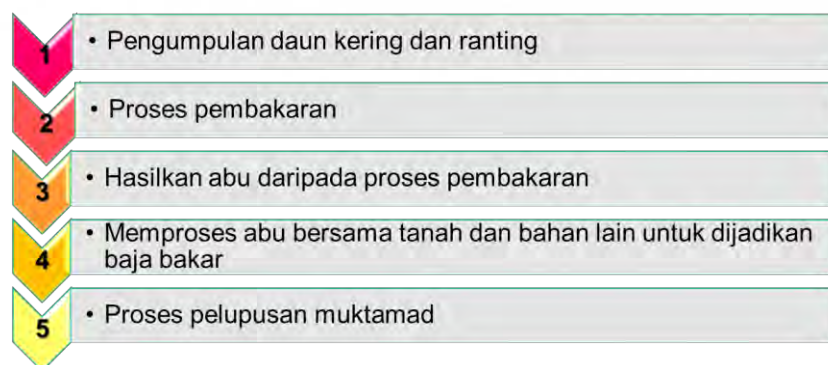 1
• Pengumpulan daun kering dan ranting
2
• Proses pembakaran
3
• Hasilkan abu daripada proses pembakaran
4
• Memproses abu bersama tanah dan bahan lain untuk dijadikan
baja bakar
5
• Proses pelupusan muktamad